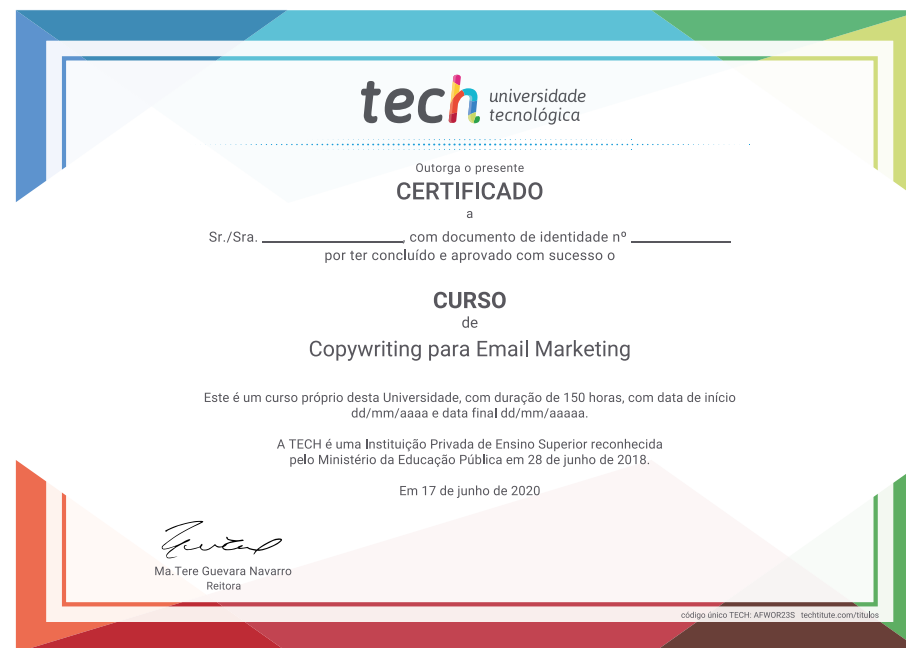 tech universidade
tecnológica
Outorga o presente
CERTIFICADO
a
Sr./Sra. ____________, com documento de identidade nº ____________
por ter concluído e aprovado com sucesso o
CURSO
de
Copywriting para Email Marketing
Este é um curso próprio desta Universidade, com duração de 150 horas, com data de início
dd/mm/aaaa e data final dd/mm/aaaaa.
A TECH é uma Instituição Privada de Ensino Superior reconhecida
pelo Ministério da Educação Pública em 28 de junho de 2018.
Em 17 de junho de 2020
Ma.Tere Guevara Navarro
Reitora
código único TECH: AFWOR23S techtitute.com/titulos